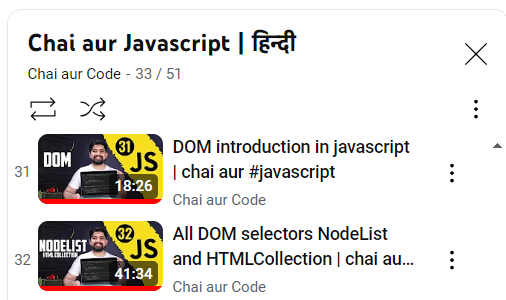 Chai aur Javascript | हिन्दी
Chai aur Code - 33 / 51
31
DOM
31
JS
18:26
DOM introduction in javascript
| chai aur #javascript
Chai aur Code
32
NODELIST
HTML COLLECTION
32
JS
41:34
All DOM selectors NodeList
and HTMLCollection | chai au...
Chai aur Code